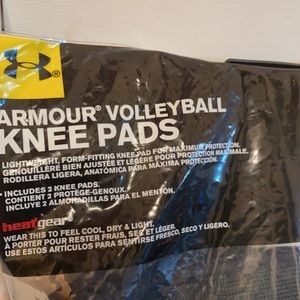 ARMOUR® VOLLEYBALL
KNEE PADS
LIGHTWEIGHT, FORM-FITTING KNEE PAD FOR MAXIMUM PROTECTION.
GENOUILLÈRE BIEN AJUSTÉE ET LÉGÈRE POUR PROTECTION MAXIMALE.
RODILLERA LIGERA, ANATÓMICA PARA MÁXIMA PROTECCIÓN.
• INCLUDES 2 KNEE PADS.
CONTIENT 2 PROTÈGE-GENOUX.
INCLUYE 2 ALMOHADILLAS PARA EL MENTÓN.
heatgear®
WEAR THIS TO FEEL COOL, DRY & LIGHT.
À PORTER POUR RESTER FRAIS, SEC ET LÉGER.
USE ESTOS ARTÍCULOS PARA SENTIRSE FRESCO, SECO Y LIGERO.